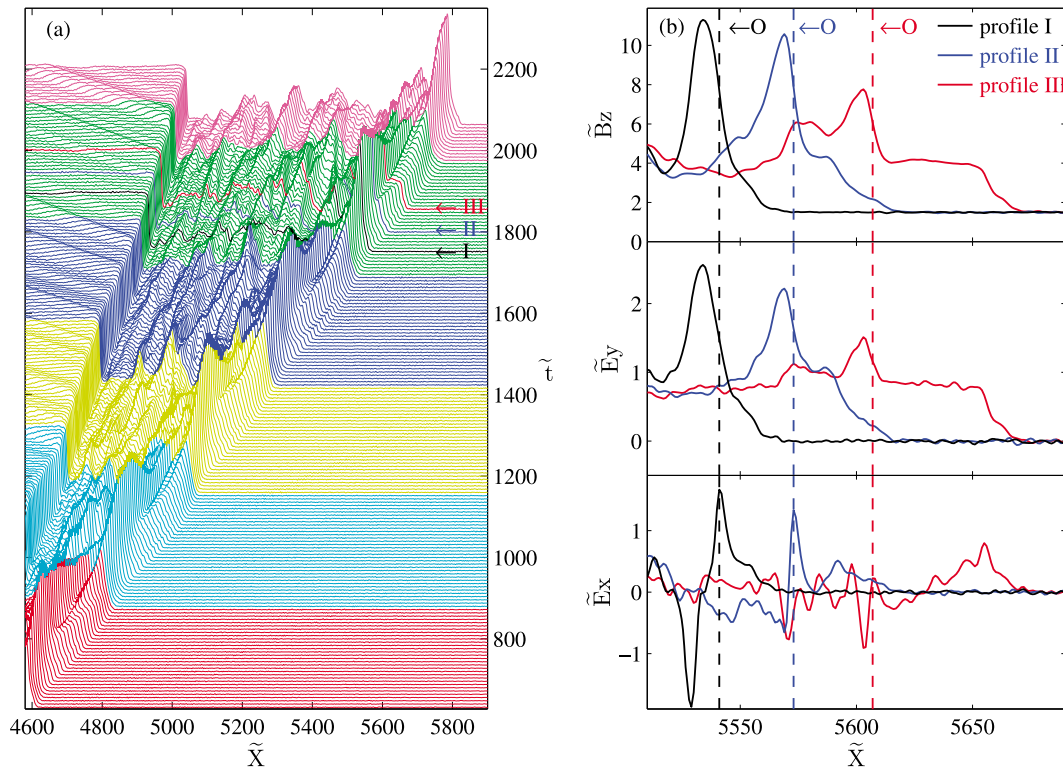 (a)
2200
2000
1800
1600
1400
1200
1000
800
t̃
← III
← II
← I
4600 4800 5000 5200 5400 5600 5800
X̃
(b)
←O ←O ←O
profile I
profile II
profile III
10
8
6
4
2
0
B̃z
2
1
0
Ẽy
1
0
−1
Ẽx
5550 5600 5650
X̃